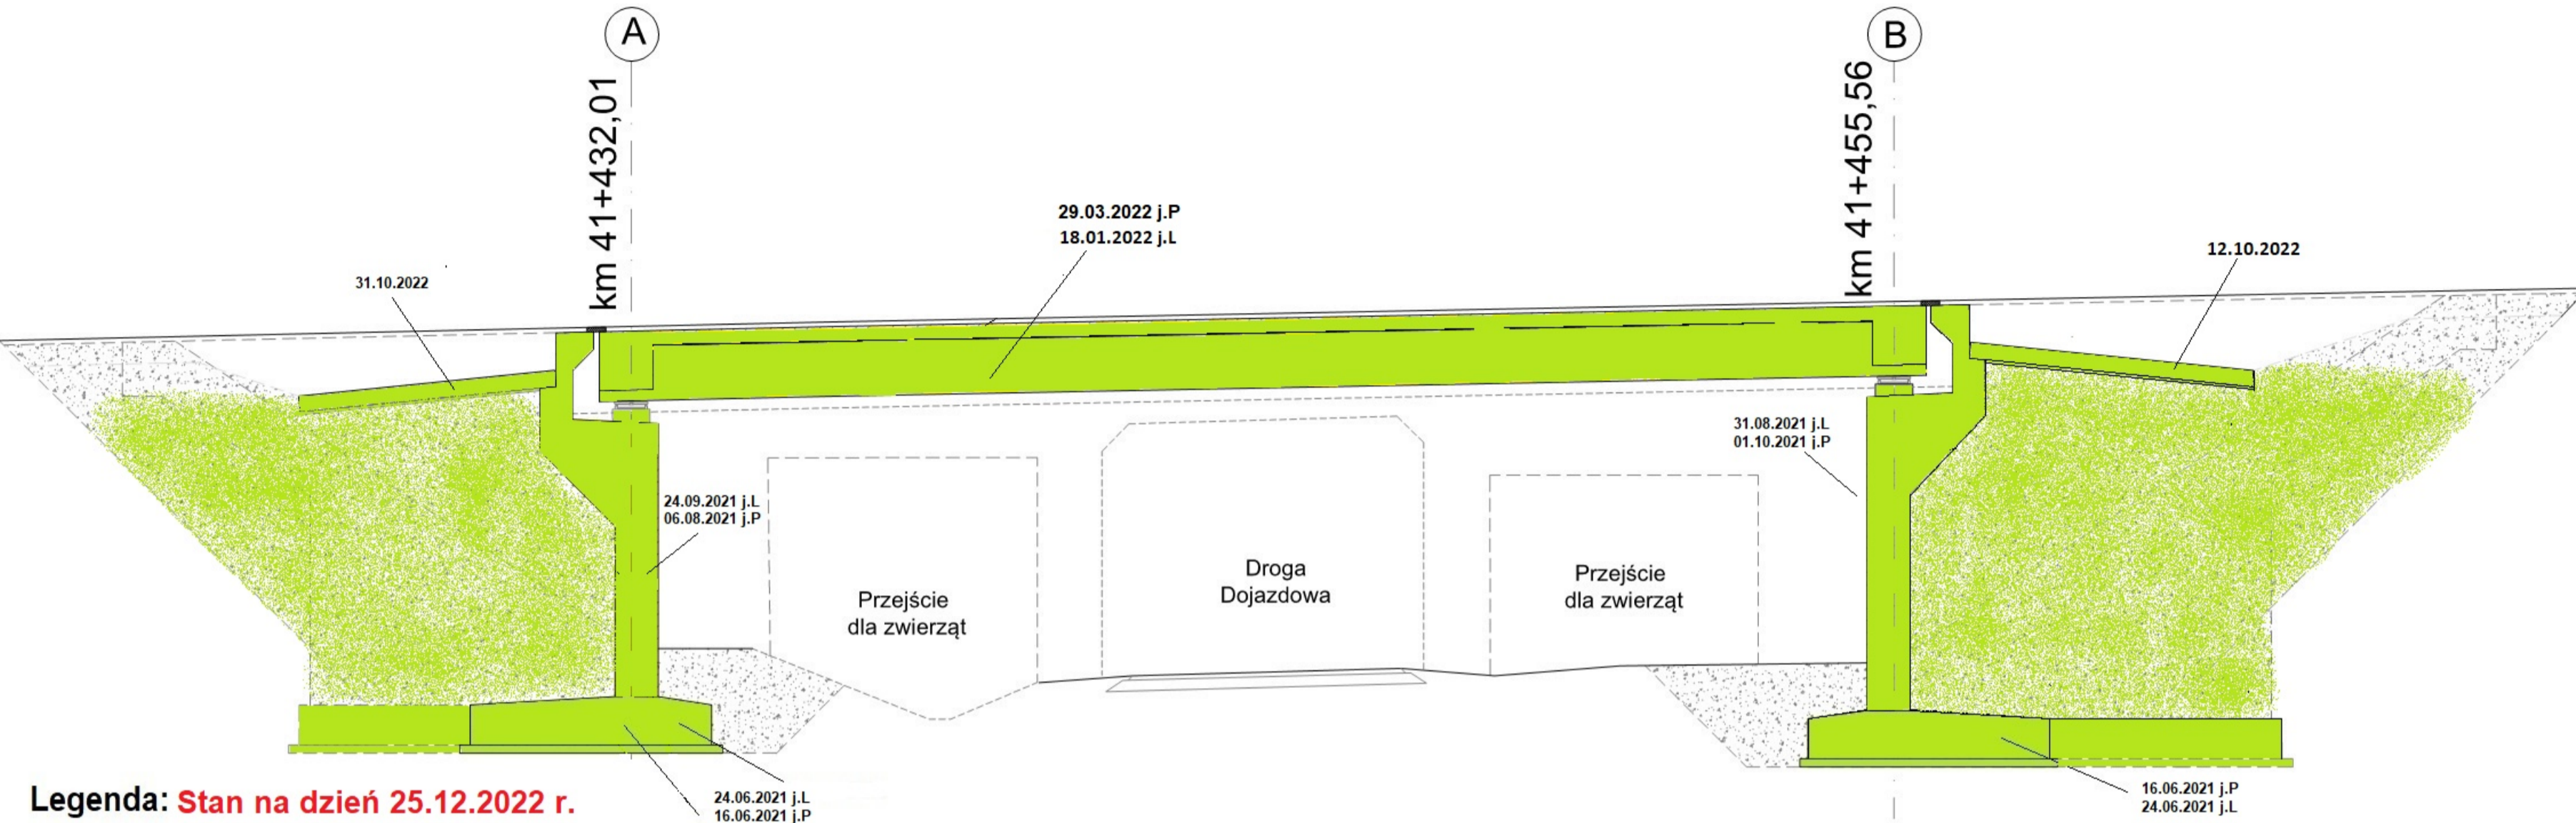 A
B
km 41+432,01
km 41+455,56
29.03.2022 j.P
18.01.2022 j.L
12.10.2022
31.10.2022
31.08.2021 j.L
01.10.2021 j.P
24.09.2021 j.L
06.08.2021 j.P
Przejście
dla zwierząt
Droga
Dojazdowa
Przejście
dla zwierząt
Legenda: Stan na dzień 25.12.2022 r.
24.06.2021 j.L
16.06.2021 j.P
16.06.2021 j.P
24.06.2021 j.L